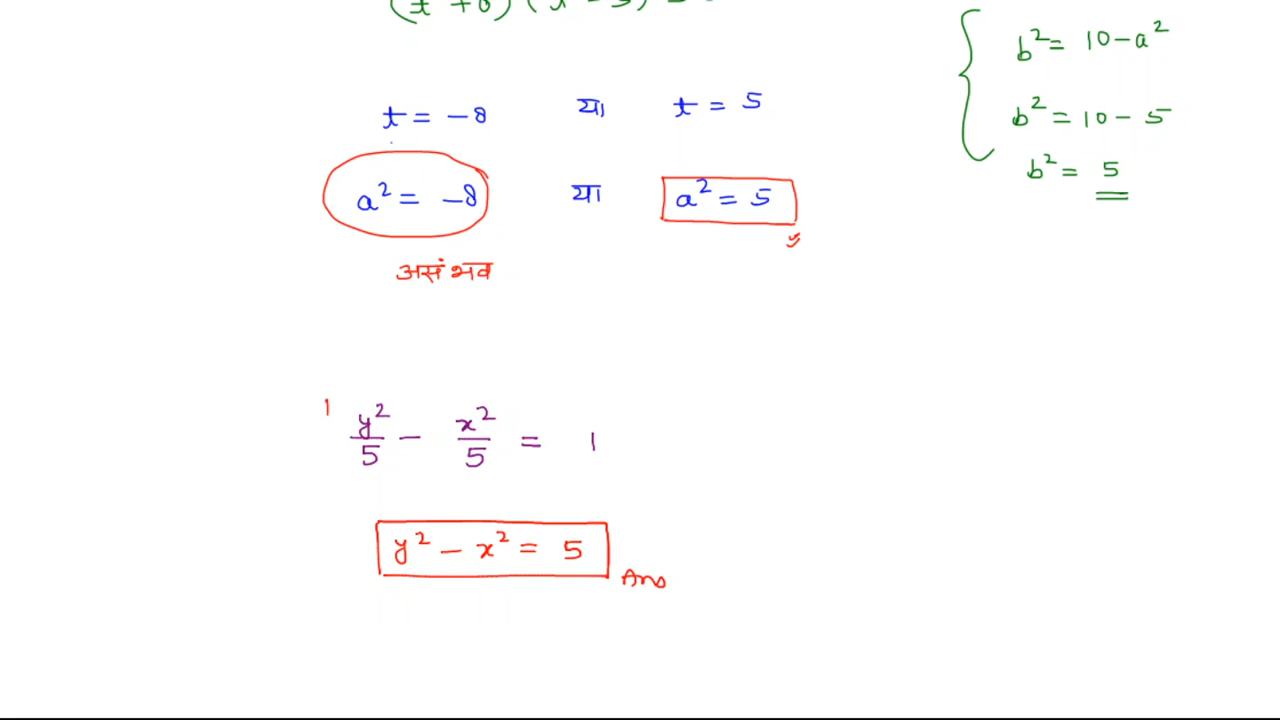 t = -8 या t = 5
a² = -8 या a² = 5
असंभव
b² = 10 - a²
b² = 10 - 5
b² = 5
1
y²/5 - x²/5 = 1
y² - x² = 5
Ans